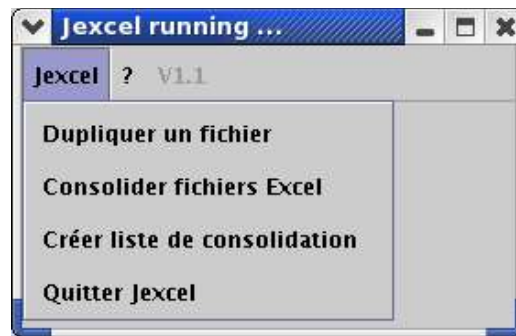 Jexcel running ...
Jexcel ? V1.1
Dupliquer un fichier
Consolider fichiers Excel
Créer liste de consolidation
Quitter Jexcel